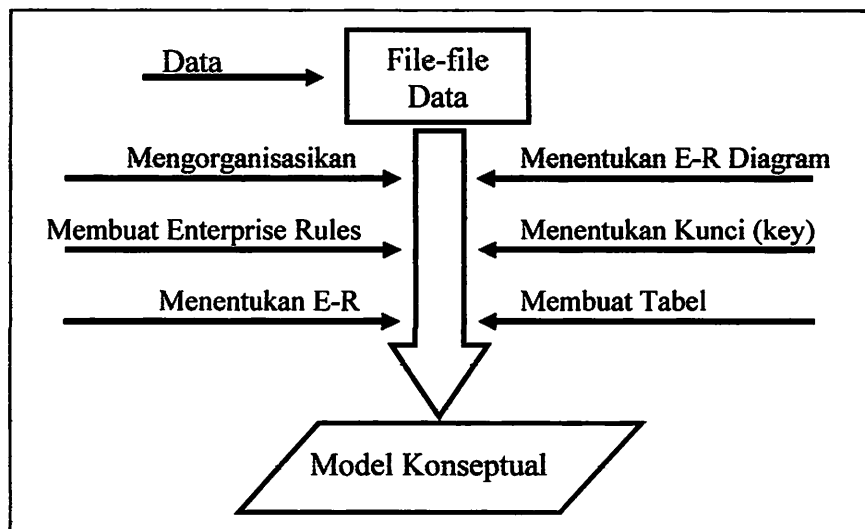 Data
File-file
Data
Mengorganisasikan
Menentukan E-R Diagram
Membuat Enterprise Rules
Menentukan Kunci (key)
Menentukan E-R
Membuat Tabel
Model Konseptual